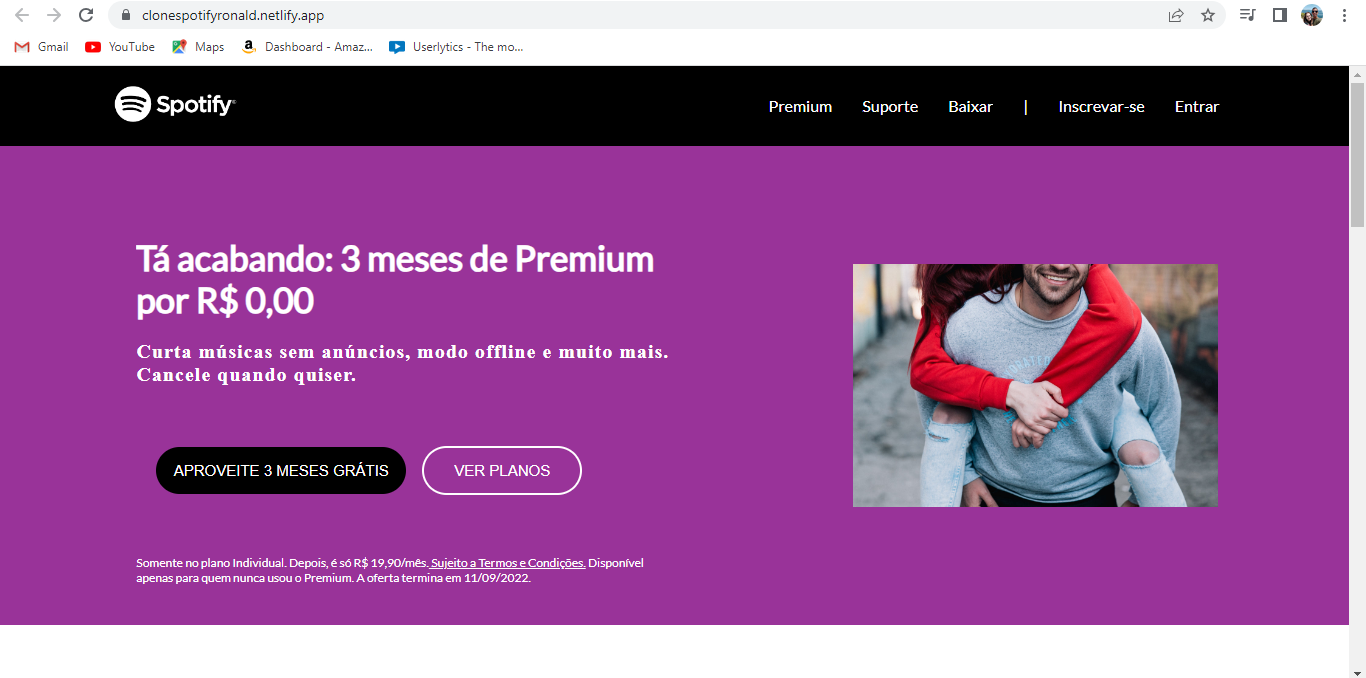 clonespotifyronald.netlify.app
Gmail YouTube Maps Dashboard - Amaz... Userlytics - The mo...
Spotify Premium Suporte Baixar | Inscrevar-se Entrar
Tá acabando: 3 meses de Premium
por R$ 0,00
Curta músicas sem anúncios, modo offline e muito mais.
Cancele quando quiser.
APROVEITE 3 MESES GRÁTIS VER PLANOS
Somente no plano Individual. Depois, é só R$ 19,90/mês. Sujeito a Termos e Condições. Disponível
apenas para quem nunca usou o Premium. A oferta termina em 11/09/2022.